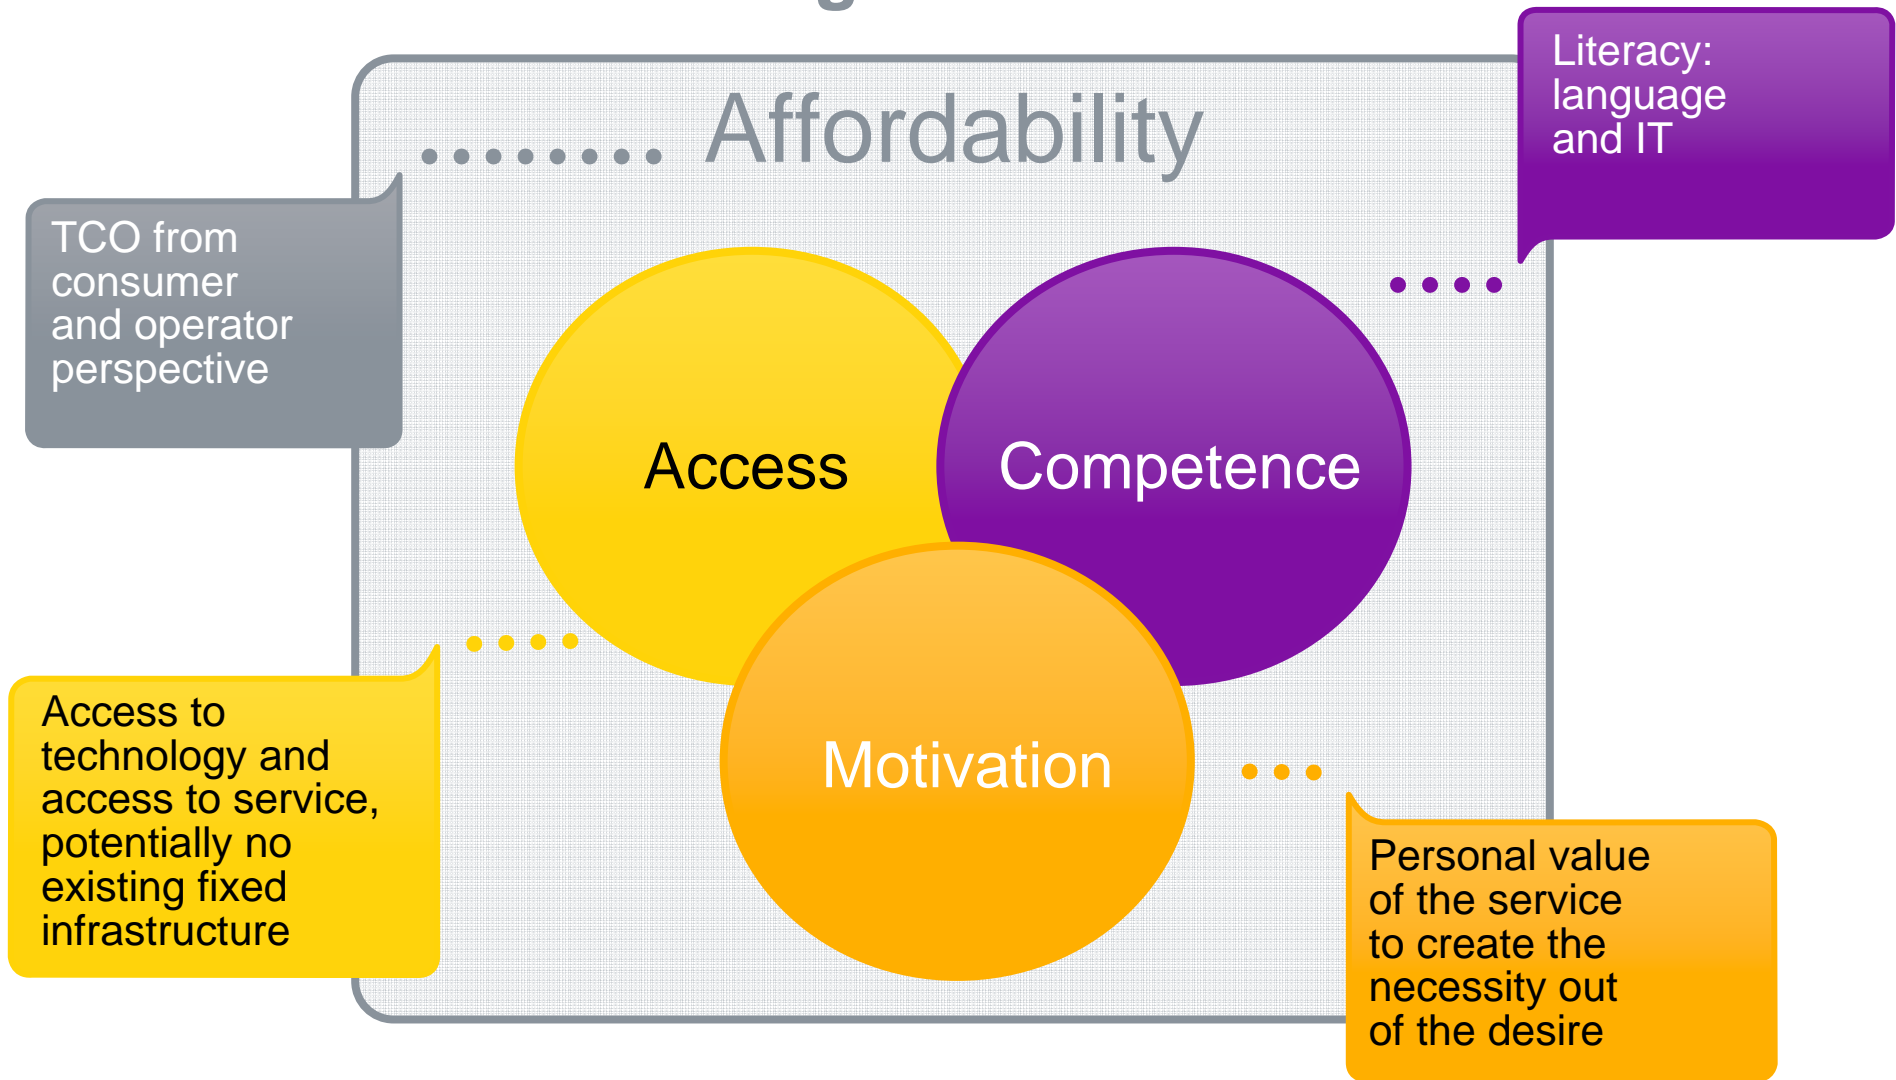 Affordability
Literacy:
language
and IT
TCO from
consumer
and operator
perspective
Access
Competence
Motivation
Access to
technology and
access to service,
potentially no
existing fixed
infrastructure
Personal value
of the service
to create the
necessity out
of the desire